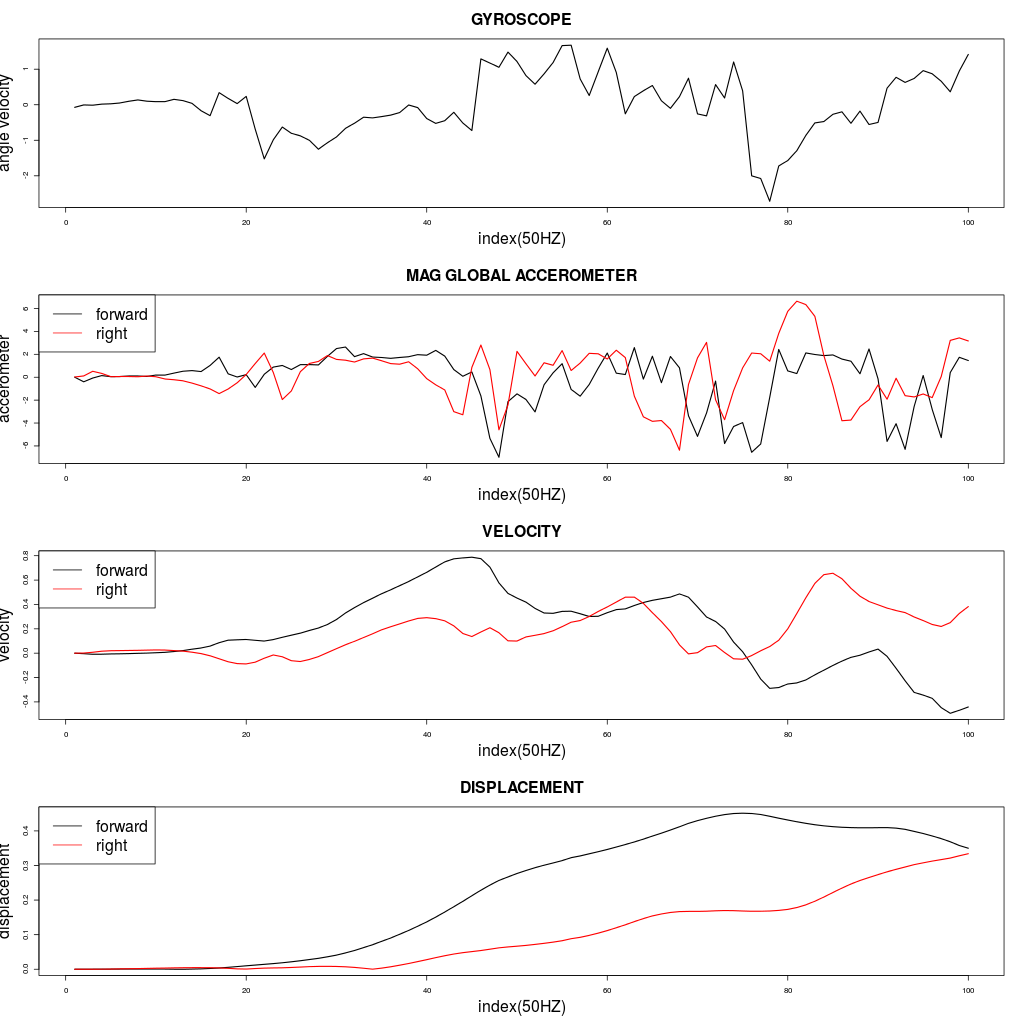 GYROSCOPE
angle velocity
1
0
-1
-2
0 20 40 60 80 100
index(50HZ)
MAG GLOBAL ACCEROMETER
accerometer
6
4
2
0
-2
-4
-6
forward
right
0 20 40 60 80 100
index(50HZ)
VELOCITY
velocity
0.8
0.6
0.4
0.2
0.0
-0.2
-0.4
forward
right
0 20 40 60 80 100
index(50HZ)
DISPLACEMENT
displacement
0.4
0.3
0.2
0.1
0.0
forward
right
0 20 40 60 80 100
index(50HZ)